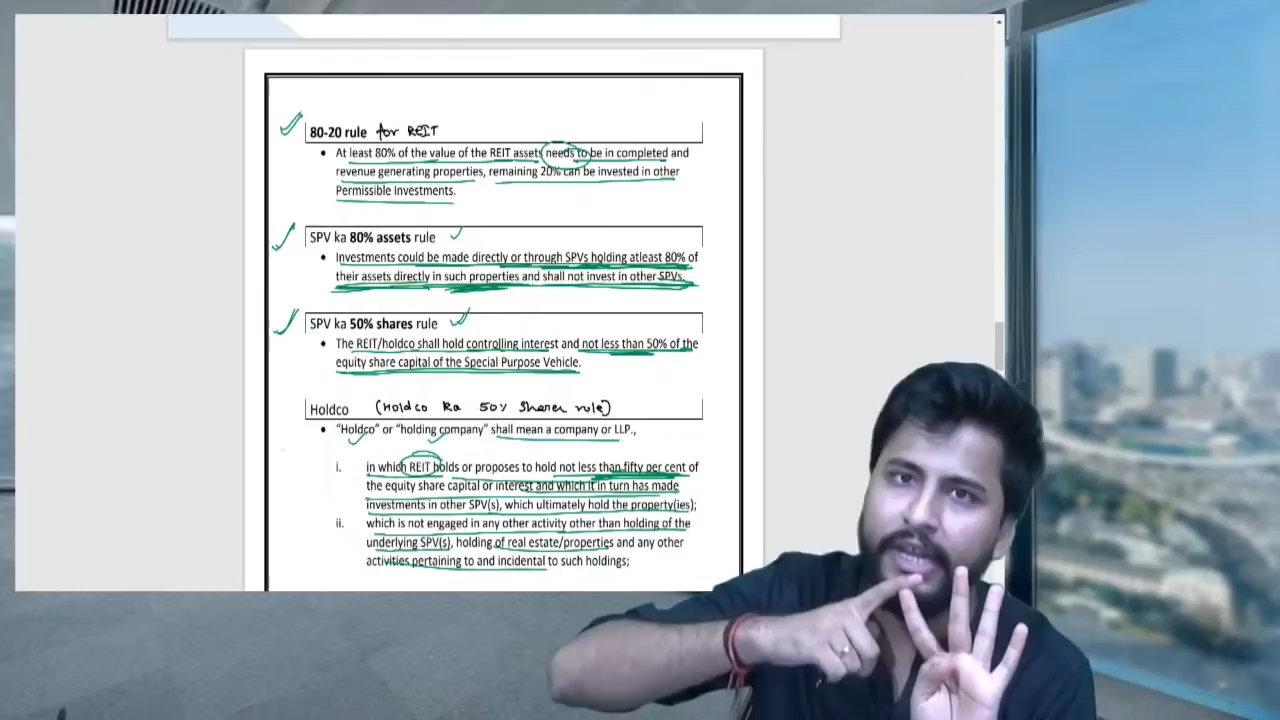 80-20 rule for REIT
• At least 80% of the value of the REIT assets needs to be in completed and
revenue generating properties, remaining 20% can be invested in other
Permissible Investments.
SPV ka 80% assets rule
• Investments could be made directly or through SPVs holding atleast 80% of
their assets directly in such properties and shall not invest in other SPVs.
SPV ka 50% shares rule
• The REIT/holdco shall hold controlling interest and not less than 50% of the
equity share capital of the Special Purpose Vehicle.
Holdco (Holdco ka 50% shares rule)
• “Holdco” or “holding company” shall mean a company or LLP.,
i. in which REIT holds or proposes to hold not less than fifty per cent of
the equity share capital or interest and which it in turn has made
investments in other SPV(s), which ultimately hold the property(ies);
ii. which is not engaged in any other activity other than holding of the
underlying SPV(s), holding of real estate/properties and any other
activities pertaining to and incidental to such holdings;